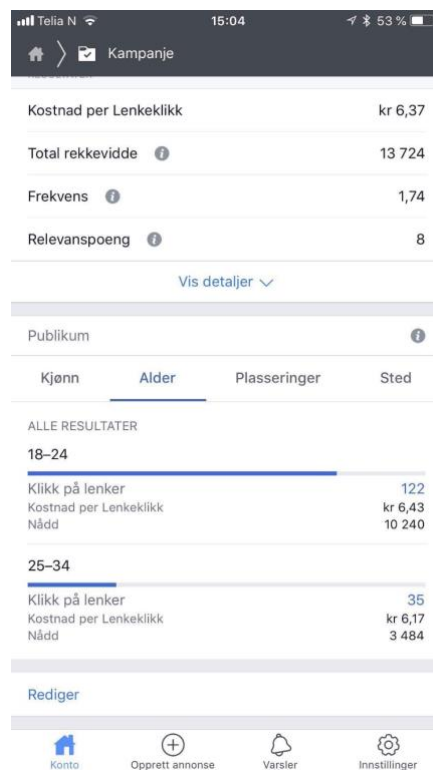 Telia N 15:04 53 %
Kampanje
Kostnad per Lenkeklikk kr 6,37
Total rekkevidde 13 724
Frekvens 1,74
Relevanspoeng 8
Vis detaljer
Publikum
Kjønn Alder Plasseringer Sted
ALLE RESULTATER
18–24
Klikk på lenker 122
Kostnad per Lenkeklikk kr 6,43
Nådd 10 240
25–34
Klikk på lenker 35
Kostnad per Lenkeklikk kr 6,17
Nådd 3 484
Rediger
Konto Opprett annonse Varsler Innstillinger